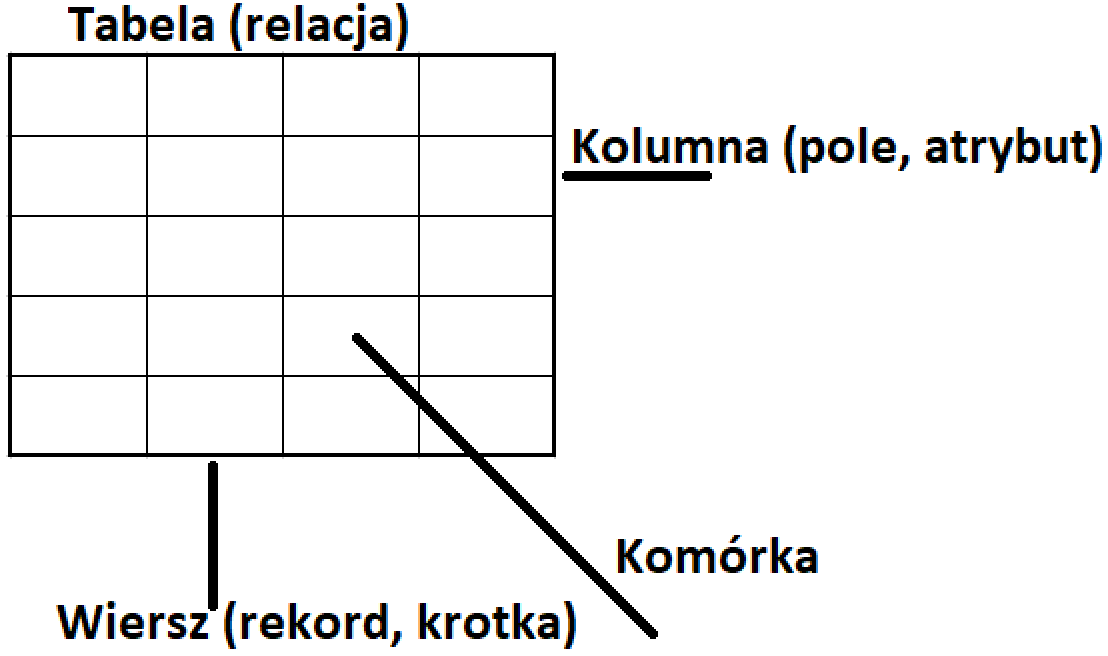 Tabela (relacja)
Kolumna (pole, atrybut)
Komórka
Wiersz (rekord, krotka)